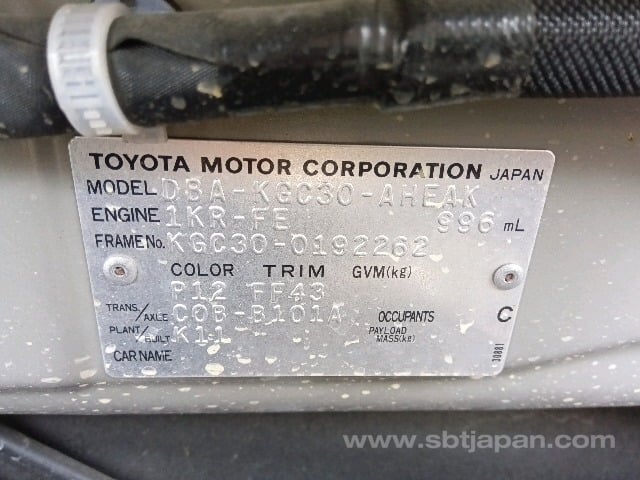 TOYOTA MOTOR CORPORATION JAPAN
MODEL DBA-KGC30-AHEAK
ENGINE 1KR-FE 996 mL
FRAME No. KGC30-0192262
COLOR TRIM GVM(kg)
P12 FF43
TRANS./AXLE C0B-B101A OCCUPANTS C
PLANT/BUILT K11- PAYLOAD MASS(kg)
CAR NAME
30881
www.sbtjapan.com